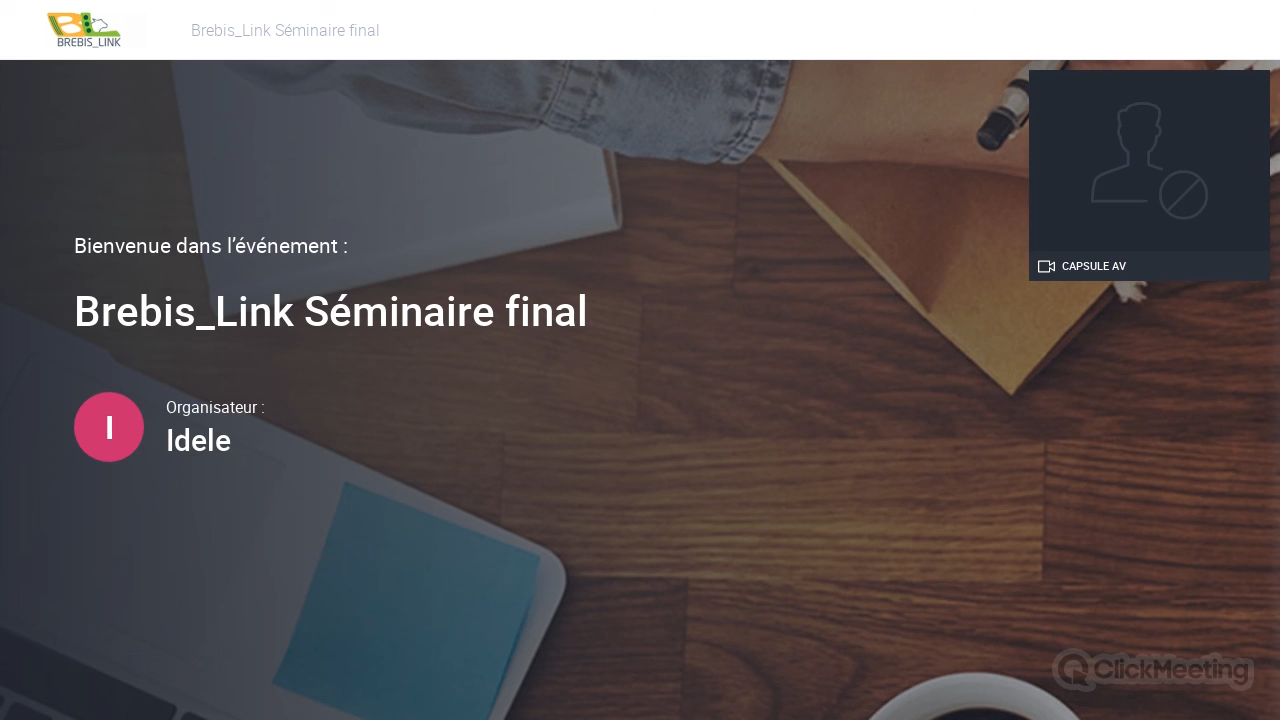 BREBIS_LINK
Brebis_Link Séminaire final
CAPSULE AV
Bienvenue dans l'événement :
Brebis_Link Séminaire final
I
Organisateur :
Idele
ClickMeeting